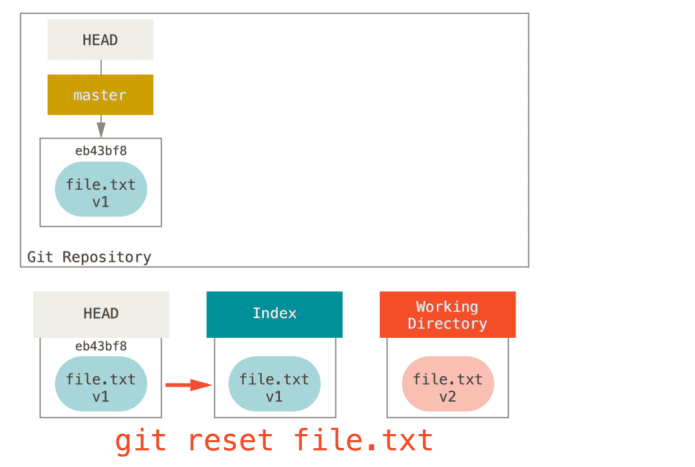 HEAD
master
eb43bf8
file.txt
v1
Git Repository
HEAD
eb43bf8
file.txt
v1
Index
file.txt
v1
Working
Directory
file.txt
v2
git reset file.txt